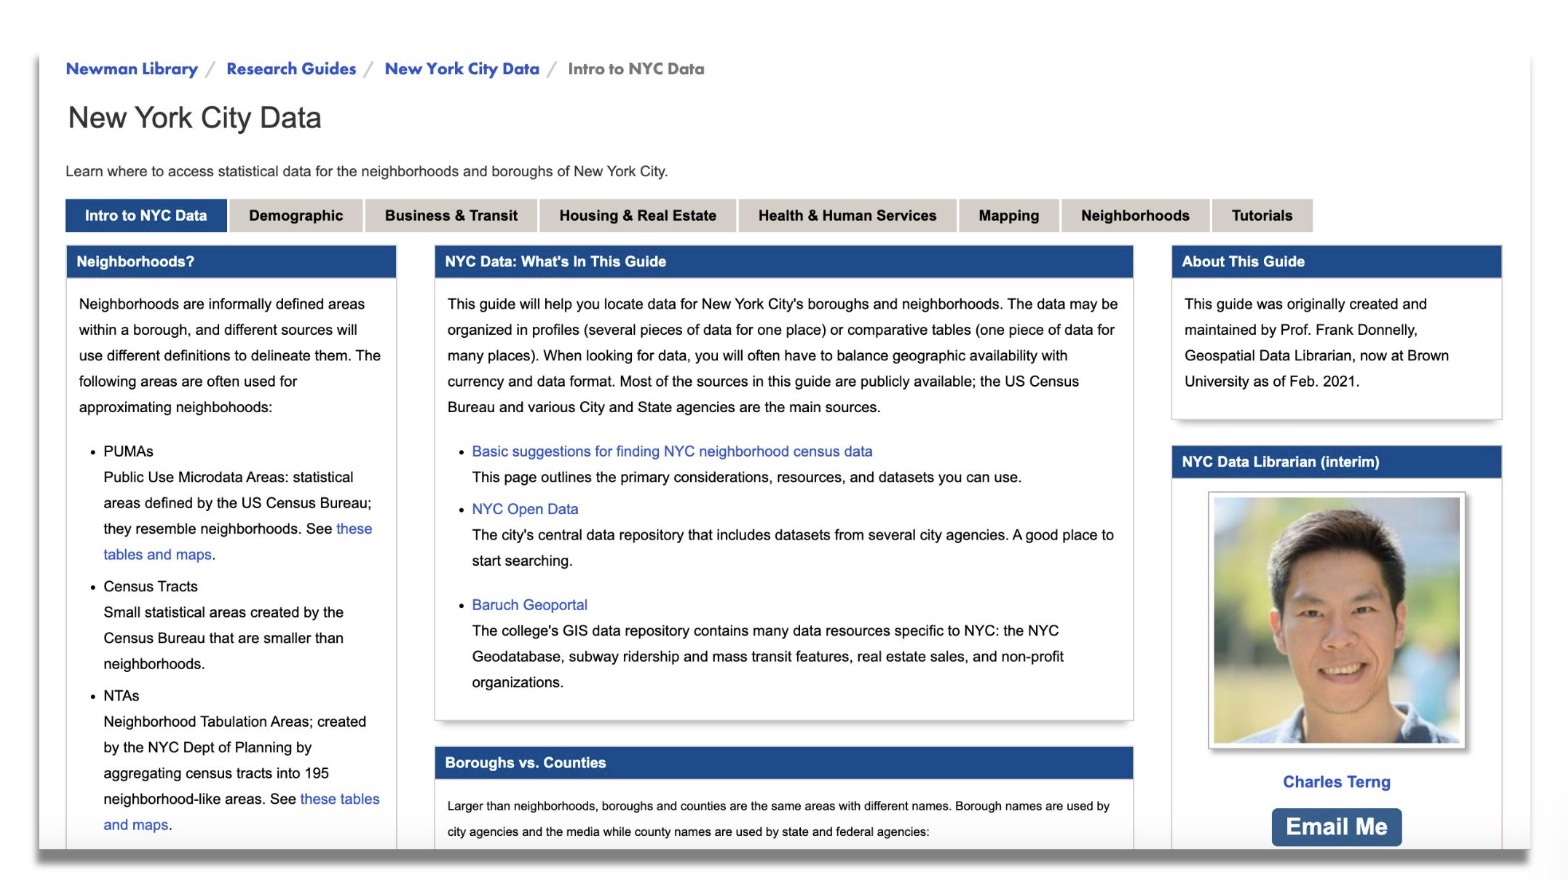 Newman Library / Research Guides / New York City Data / Intro to NYC Data
New York City Data
Learn where to access statistical data for the neighborhoods and boroughs of New York City.
Intro to NYC Data
Demographic
Business & Transit
Housing & Real Estate
Health & Human Services
Mapping
Neighborhoods
Tutorials
Neighborhoods?
Neighborhoods are informally defined areas
within a borough, and different sources will
use different definitions to delineate them. The
following areas are often used for
approximating neighbohoods:
• PUMAs
Public Use Microdata Areas: statistical
areas defined by the US Census Bureau;
they resemble neighborhoods. See these
tables and maps.
• Census Tracts
Small statistical areas created by the
Census Bureau that are smaller than
neighborhoods.
• NTAs
Neighborhood Tabulation Areas; created
by the NYC Dept of Planning by
aggregating census tracts into 195
neighborhood-like areas. See these tables
and maps.
NYC Data: What's In This Guide
This guide will help you locate data for New York City's boroughs and neighborhoods. The data may be
organized in profiles (several pieces of data for one place) or comparative tables (one piece of data for
many places). When looking for data, you will often have to balance geographic availability with
currency and data format. Most of the sources in this guide are publicly available; the US Census
Bureau and various City and State agencies are the main sources.
• Basic suggestions for finding NYC neighborhood census data
This page outlines the primary considerations, resources, and datasets you can use.
• NYC Open Data
The city's central data repository that includes datasets from several city agencies. A good place to
start searching.
• Baruch Geoportal
The college's GIS data repository contains many data resources specific to NYC: the NYC
Geodatabase, subway ridership and mass transit features, real estate sales, and non-profit
organizations.
Boroughs vs. Counties
Larger than neighborhoods, boroughs and counties are the same areas with different names. Borough names are used by
city agencies and the media while county names are used by state and federal agencies:
About This Guide
This guide was originally created and
maintained by Prof. Frank Donnelly,
Geospatial Data Librarian, now at Brown
University as of Feb. 2021.
NYC Data Librarian (interim)
Charles Terng
Email Me